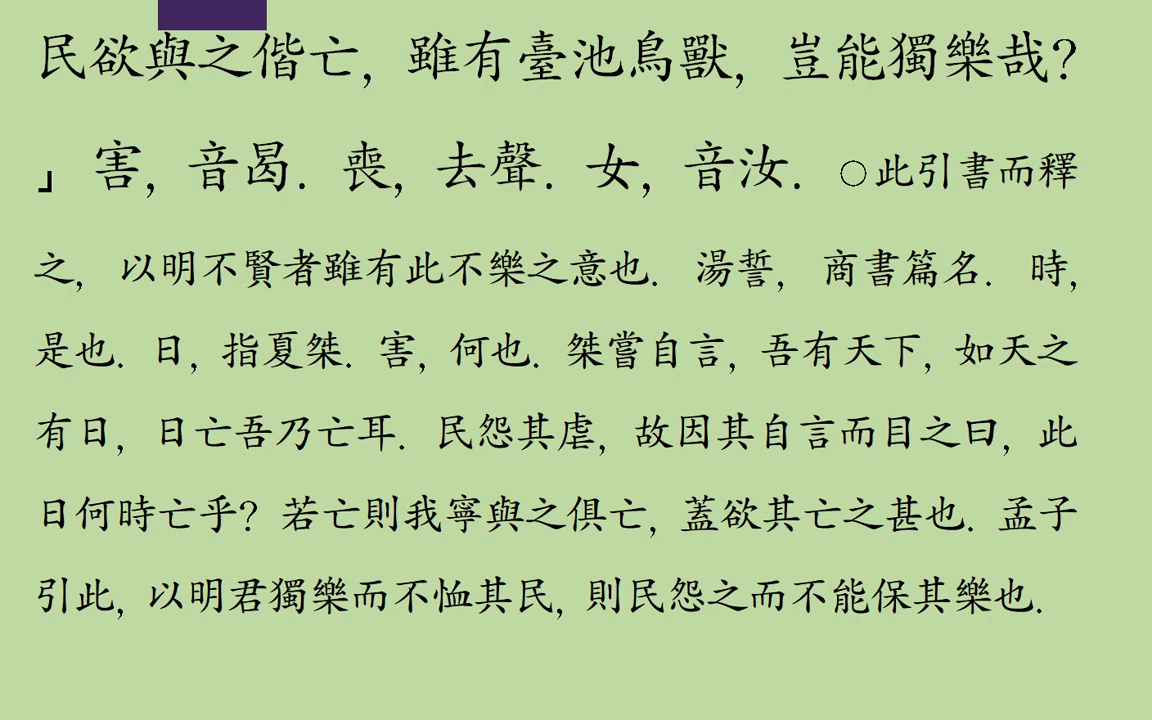 民欲與之偕亡, 雖有臺池鳥獸, 豈能獨樂哉?
」害, 音曷. 喪, 去聲. 女, 音汝. ○此引書而釋
之, 以明不賢者雖有此不樂之意也. 湯誓, 商書篇名. 時,
是也. 日, 指夏桀. 害, 何也. 桀嘗自言, 吾有天下, 如天之
有日, 日亡吾乃亡耳. 民怨其虐, 故因其自言而目之曰, 此
日何時亡乎? 若亡則我寧與之俱亡, 蓋欲其亡之甚也. 孟子
引此, 以明君獨樂而不恤其民, 則民怨之而不能保其樂也.